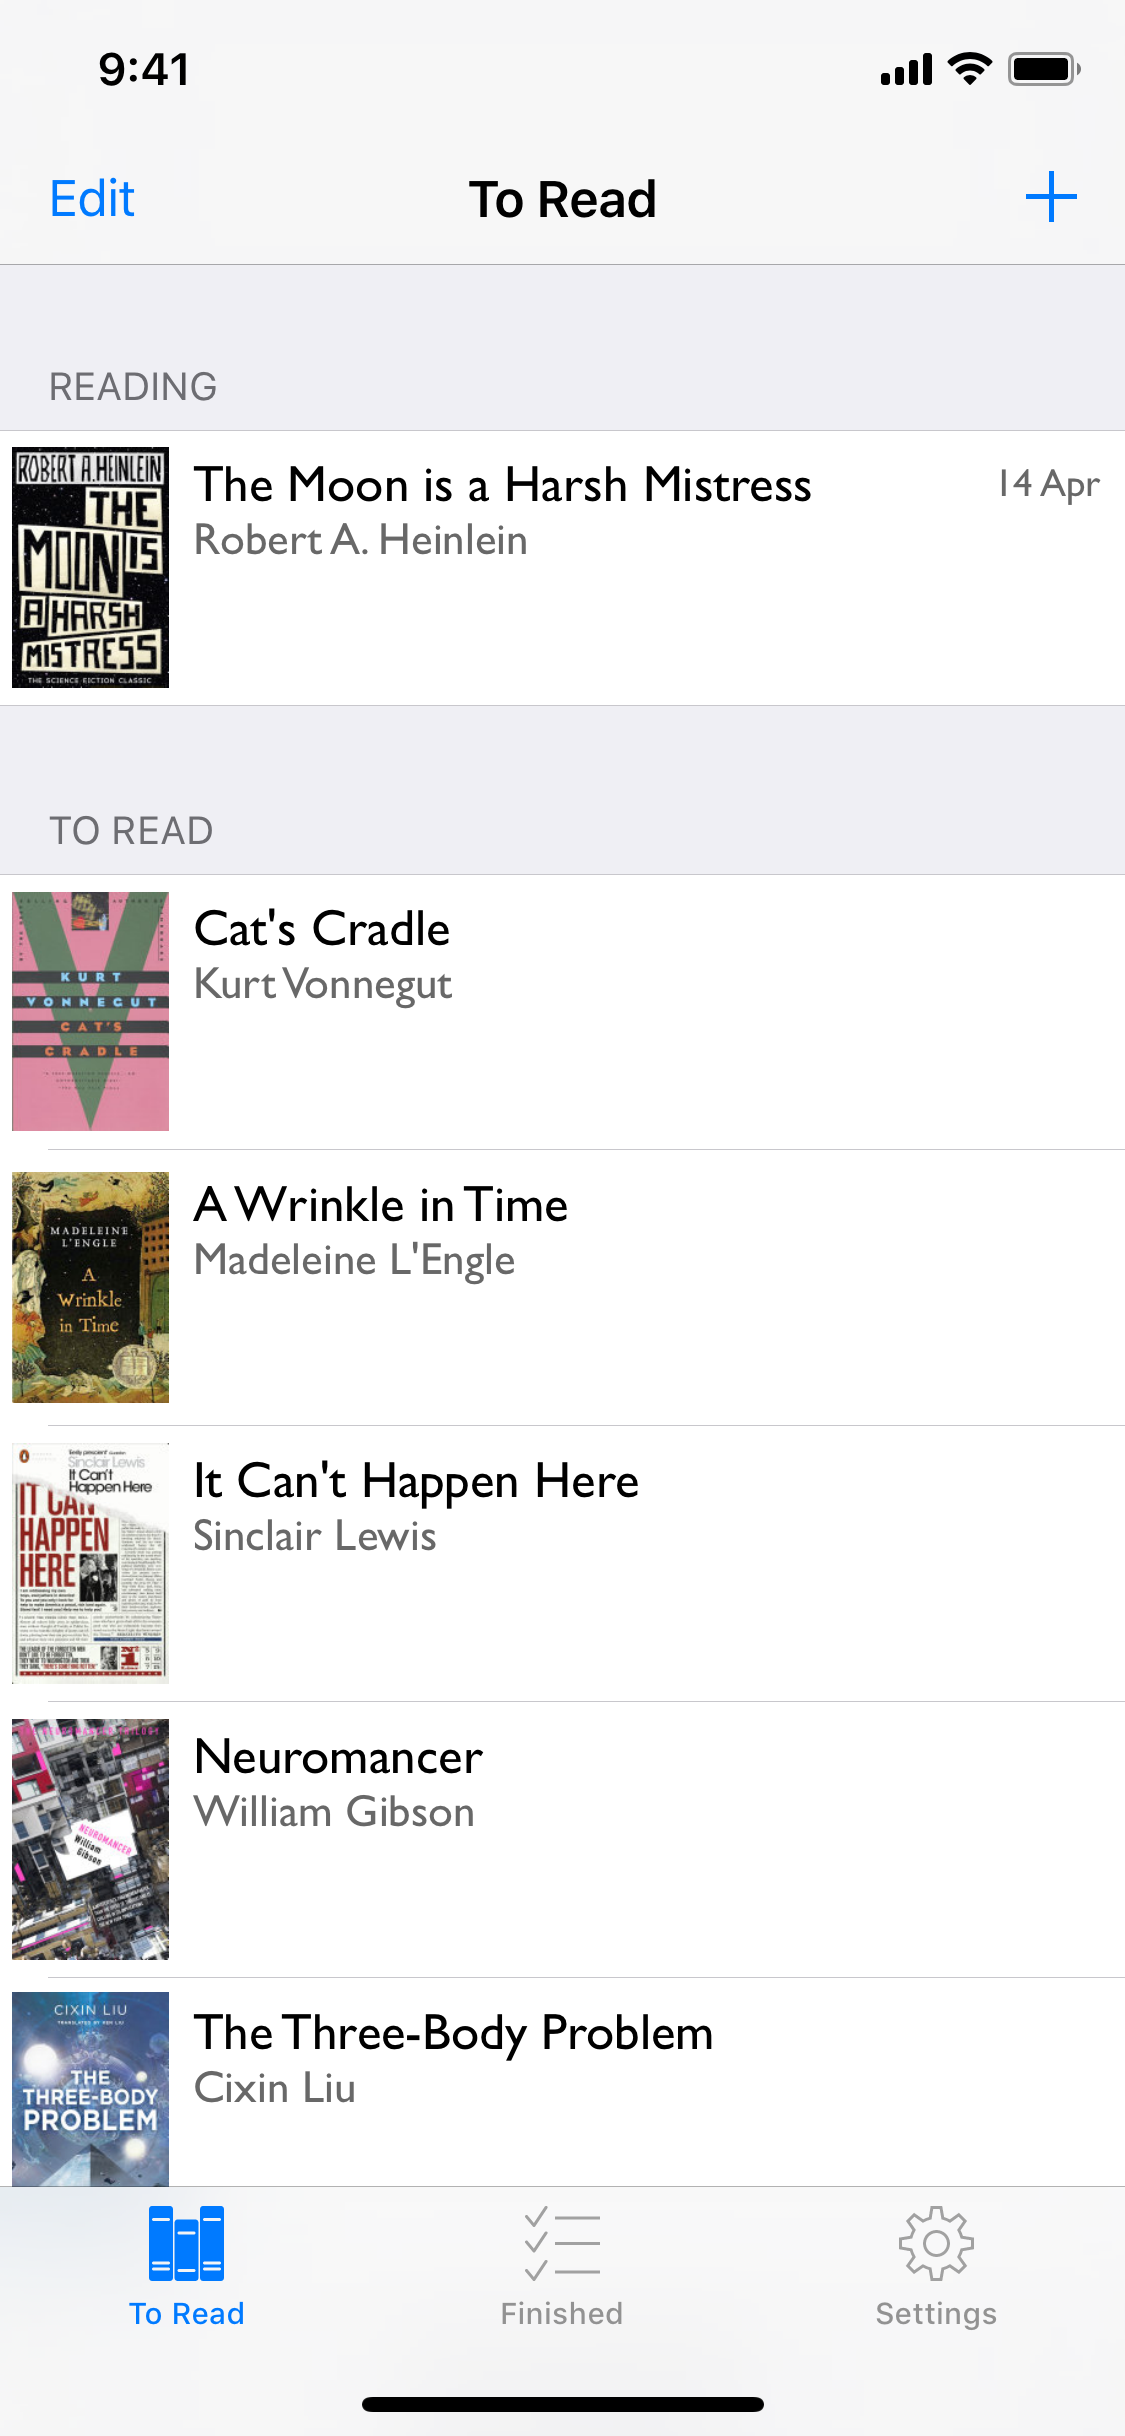 9:41
Edit
To Read
READING
ROBERT A. HEINLEIN
THE
MOON IS
A HARSH
MISTRESS
THE SCIENCE FICTION CLASSIC
The Moon is a Harsh Mistress
14 Apr
Robert A. Heinlein
TO READ
KURT
VONNEGUT
CAT'S
CRADLE
Cat's Cradle
Kurt Vonnegut
MADELEINE
L'ENGLE
A
Wrinkle
in Time
A Wrinkle in Time
Madeleine L'Engle
Sinclair Lewis
It Can't
Happen Here
IT CAN
HAPPEN
HERE
It Can't Happen Here
Sinclair Lewis
NEUROMANCER
William
Gibson
Neuromancer
William Gibson
CIXIN LIU
TRANSLATED BY KEN LIU
THE
THREE-BODY
PROBLEM
The Three-Body Problem
Cixin Liu
To Read
Finished
Settings